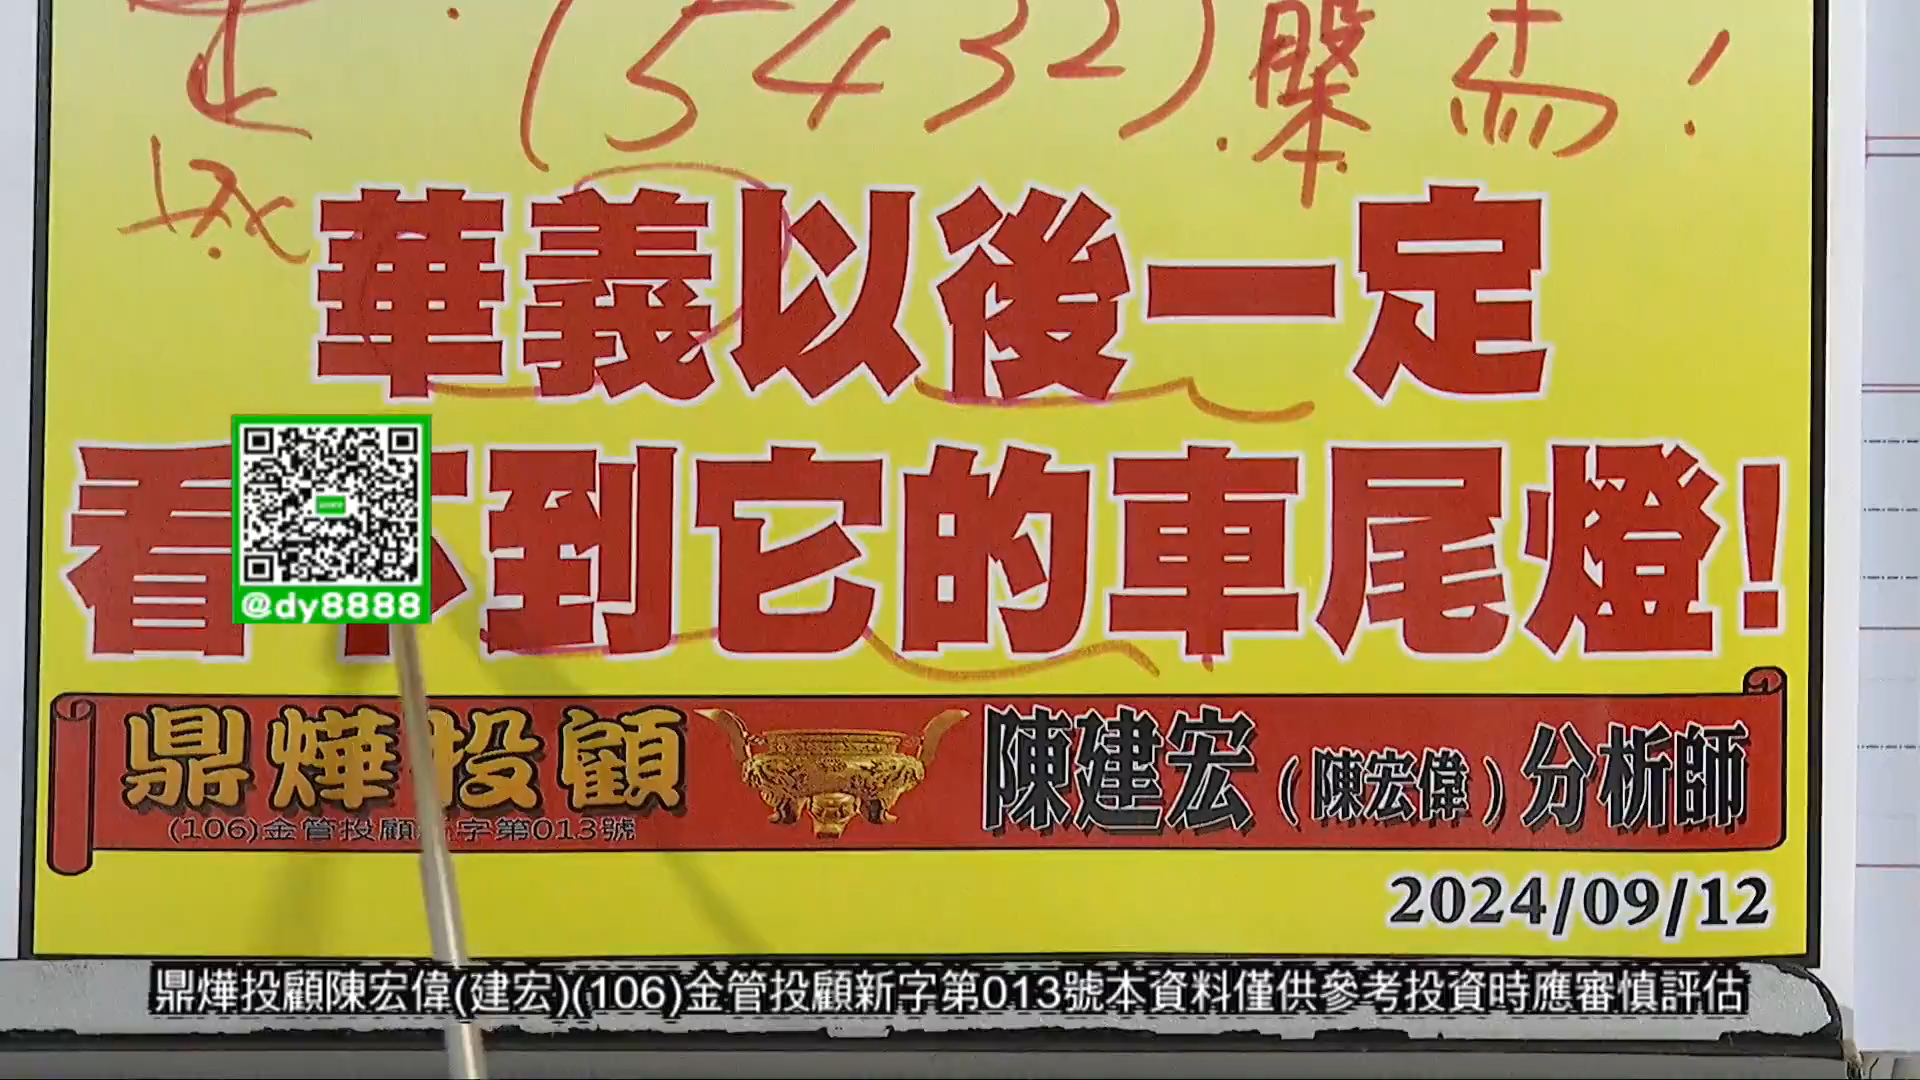 (5432)
華義以後一定
看不到它的車尾燈!
@dy8888
鼎燁投顧
陳建宏(陳宏偉)分析師
(106)金管投顧新字第013號
2024/09/12
鼎燁投顧陳宏偉(建宏)(106)金管投顧新字第013號本資料僅供參考投資時應審慎評估